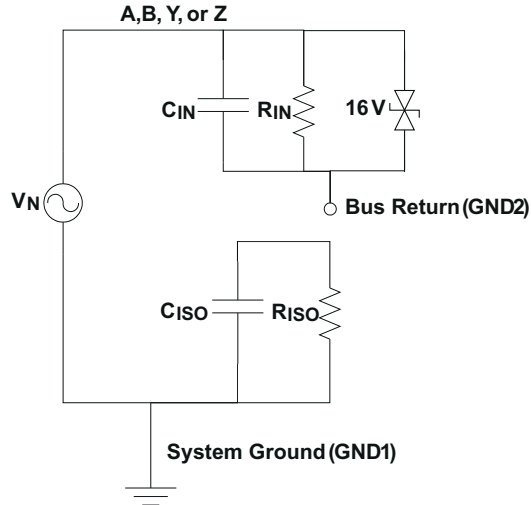 A,B, Y, or Z
CIN
RIN
16 V
VN
Bus Return (GND2)
CISO
RISO
System Ground (GND1)